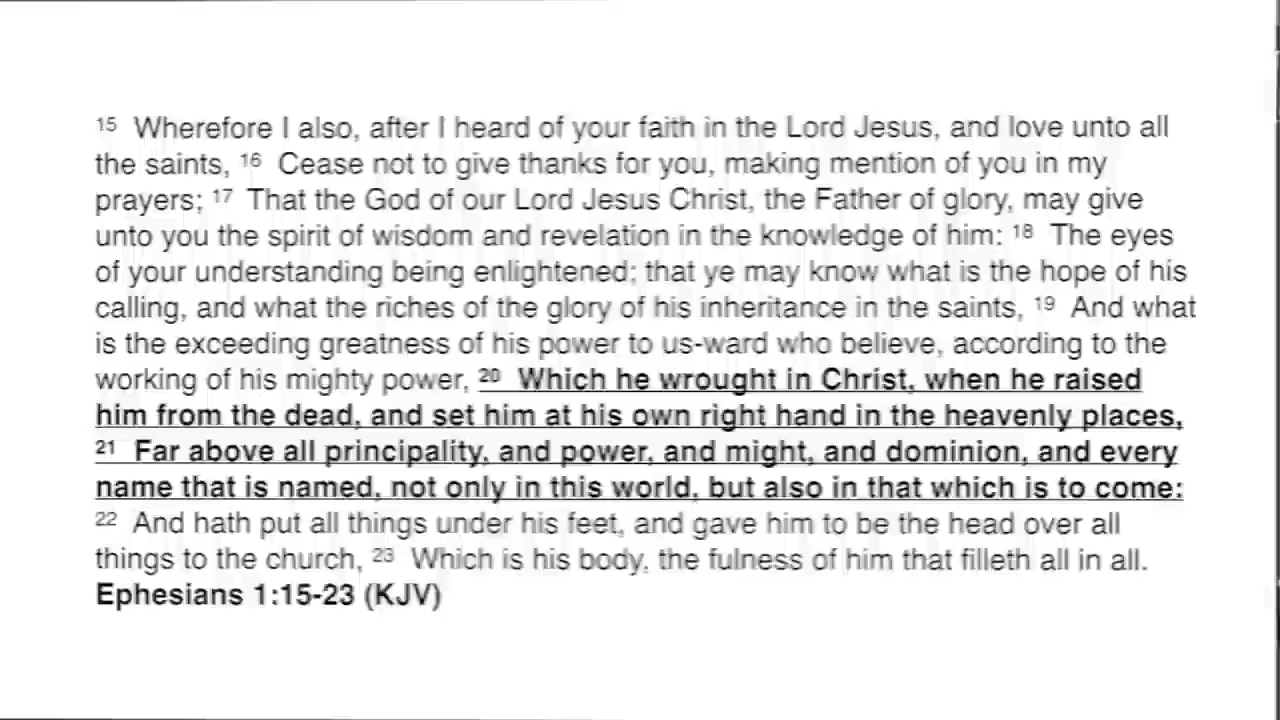 15 Wherefore I also, after I heard of your faith in the Lord Jesus, and love unto all
the saints, 16 Cease not to give thanks for you, making mention of you in my
prayers; 17 That the God of our Lord Jesus Christ, the Father of glory, may give
unto you the spirit of wisdom and revelation in the knowledge of him: 18 The eyes
of your understanding being enlightened; that ye may know what is the hope of his
calling, and what the riches of the glory of his inheritance in the saints, 19 And what
is the exceeding greatness of his power to us-ward who believe, according to the
working of his mighty power, 20 Which he wrought in Christ, when he raised
him from the dead, and set him at his own right hand in the heavenly places,
21 Far above all principality, and power, and might, and dominion, and every
name that is named, not only in this world, but also in that which is to come:
22 And hath put all things under his feet, and gave him to be the head over all
things to the church, 23 Which is his body, the fulness of him that filleth all in all.
Ephesians 1:15-23 (KJV)